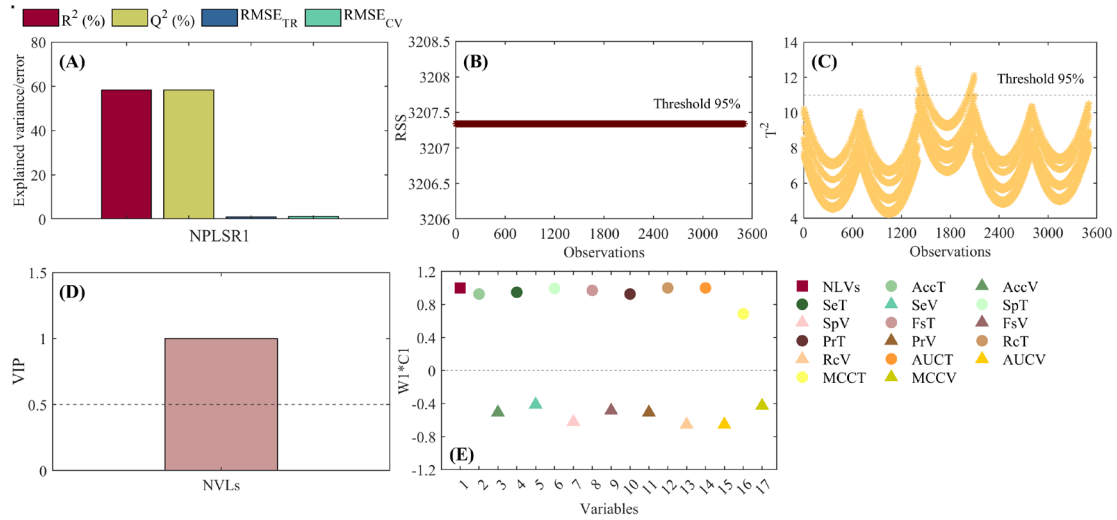 R² (%) Q² (%) RMSE_TR RMSE_CV
(A)
Explained variance/error
80
60
40
20
0
NPLSR1
(B)
RSS
3208.5
3208
3207.5
3207
3206.5
3206
Threshold 95%
0 600 1200 1800 2400 3000 3600
Observations
(C)
T²
14
12
10
8
6
4
Threshold 95%
0 600 1200 1800 2400 3000 3600
Observations
(D)
VIP
1.5
1
0.5
0
NVLs
W1*C1
1.2
0.8
0.4
0
-0.4
-0.8
-1.2
(E)
1 2 3 4 5 6 7 8 9 10 11 12 13 14 15 16 17
Variables
NLVs AccT AccV
SeT SeV SpT
SpV FsT FsV
PrT PrV RcT
RcV AUCT AUCV
MCCT MCCV